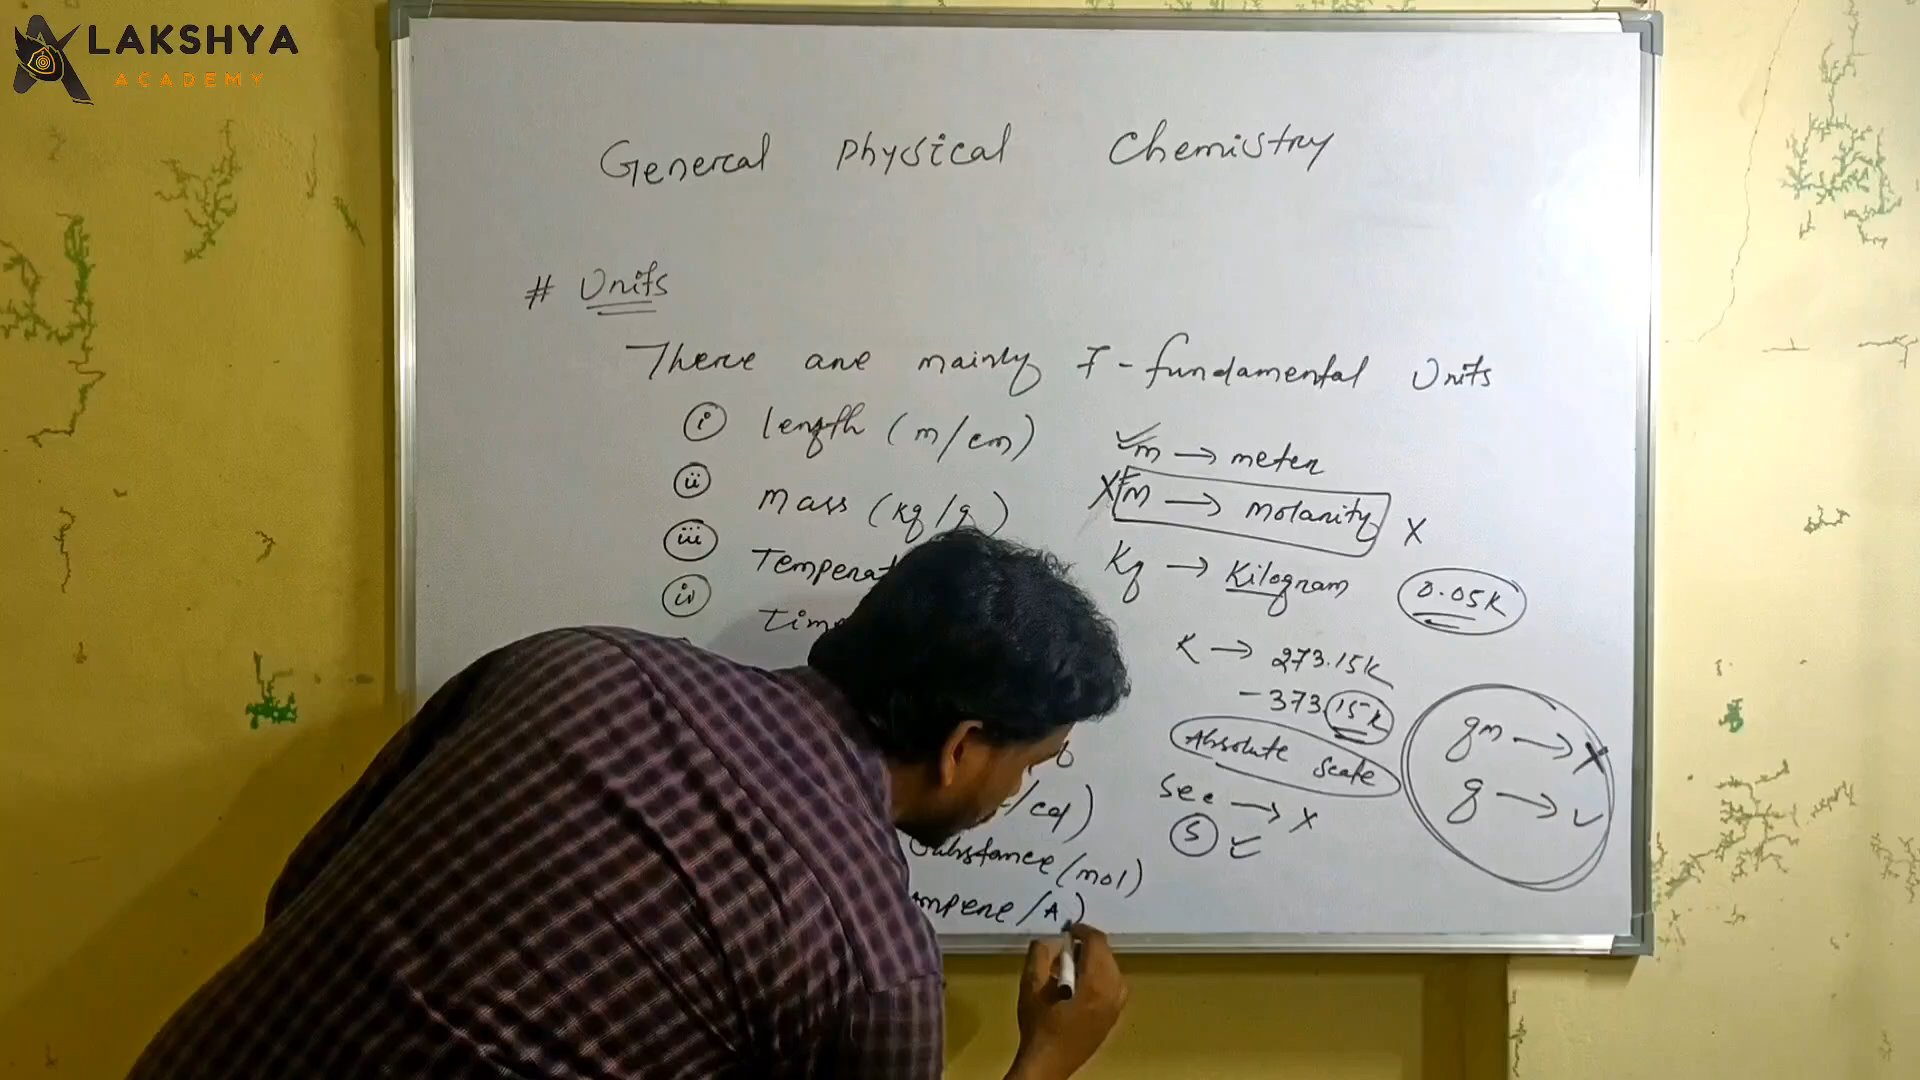 LAKSHYA
ACADEMY
General Physical Chemistry
# Units
There are mainly 7-fundamental Units
(i) length (m/cm)
(ii) Mass (Kg/g)
(iii) Temperat
(iv) Tim
/cd)
Substance (mol)
Ampere /A)
m → meter
X m → Molarity X
Kg → Kilogram
0.05K
K → 273.15K
-373.15K
Absolute Scale
Sec → X
S ✓
gm → X
g → ✓